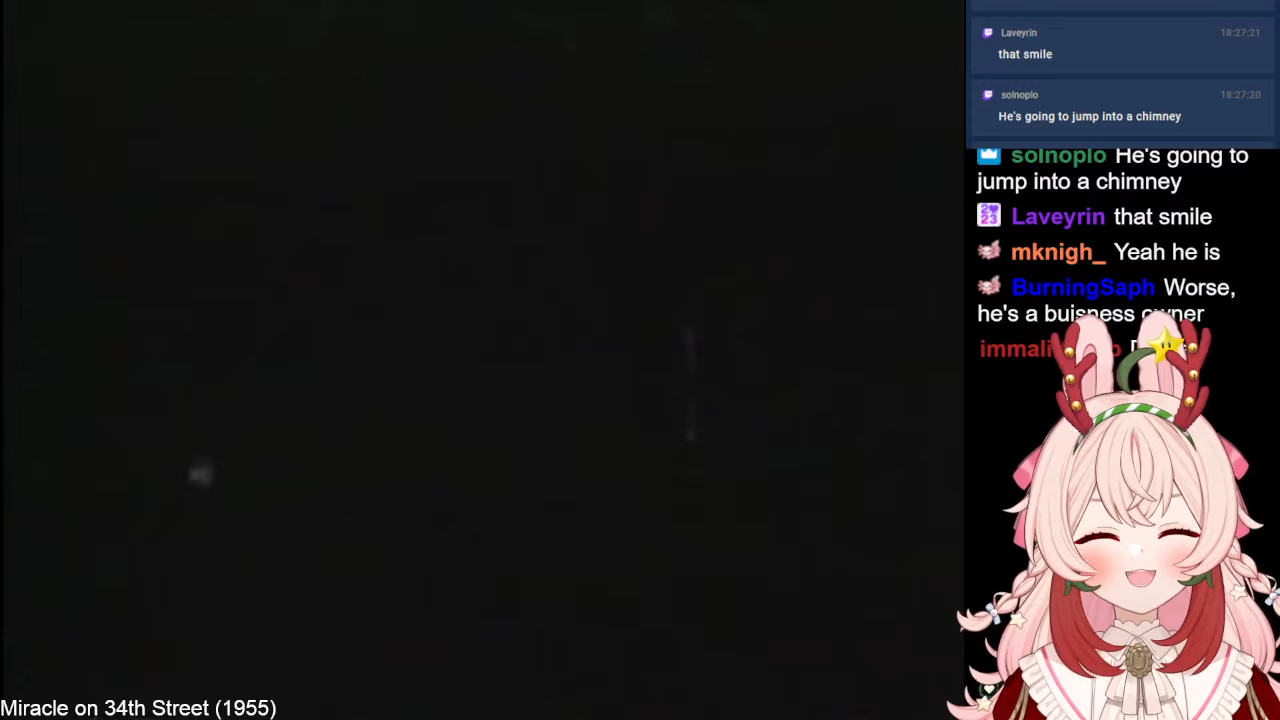 Laveyrin 18:27:21
that smile
solnoplo 18:27:20
He's going to jump into a chimney
solnoplo He's going to
jump into a chimney
Laveyrin that smile
mknigh_ Yeah he is
BurningSaph Worse,
he's a buisness owner
Miracle on 34th Street (1955)